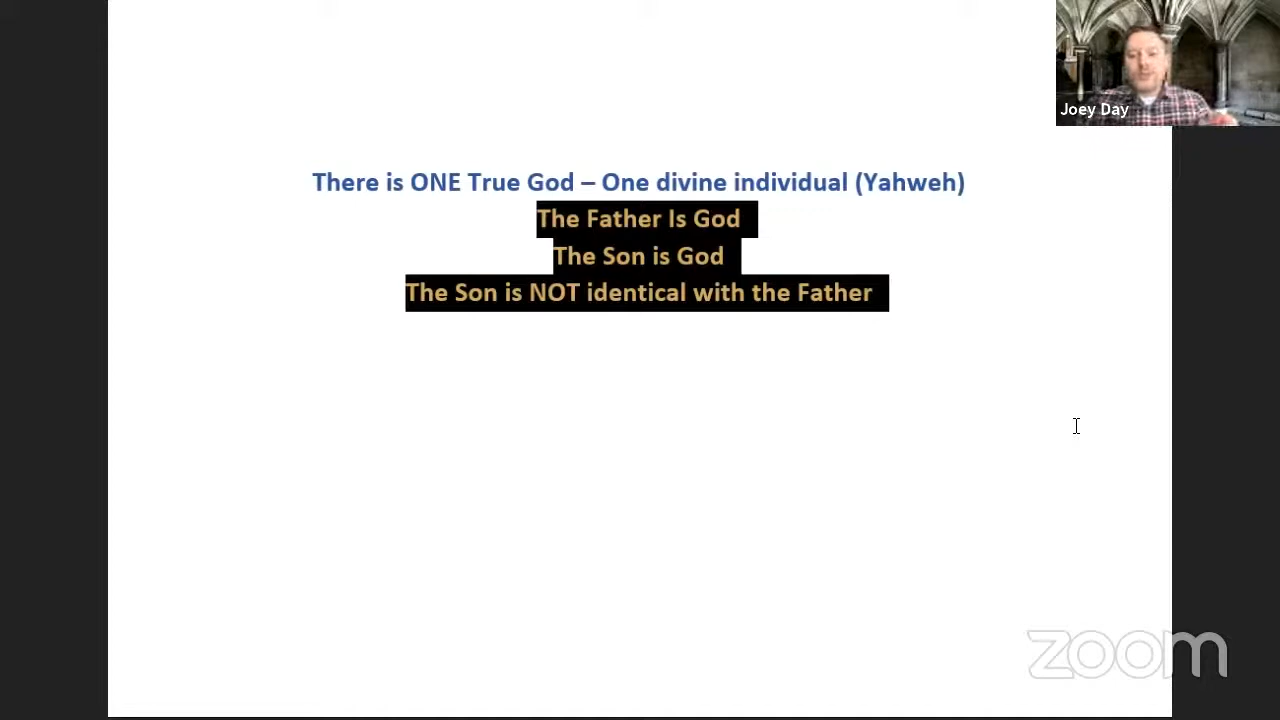 Joey Day
There is ONE True God – One divine individual (Yahweh)
The Father Is God
The Son is God
The Son is NOT identical with the Father
zoom